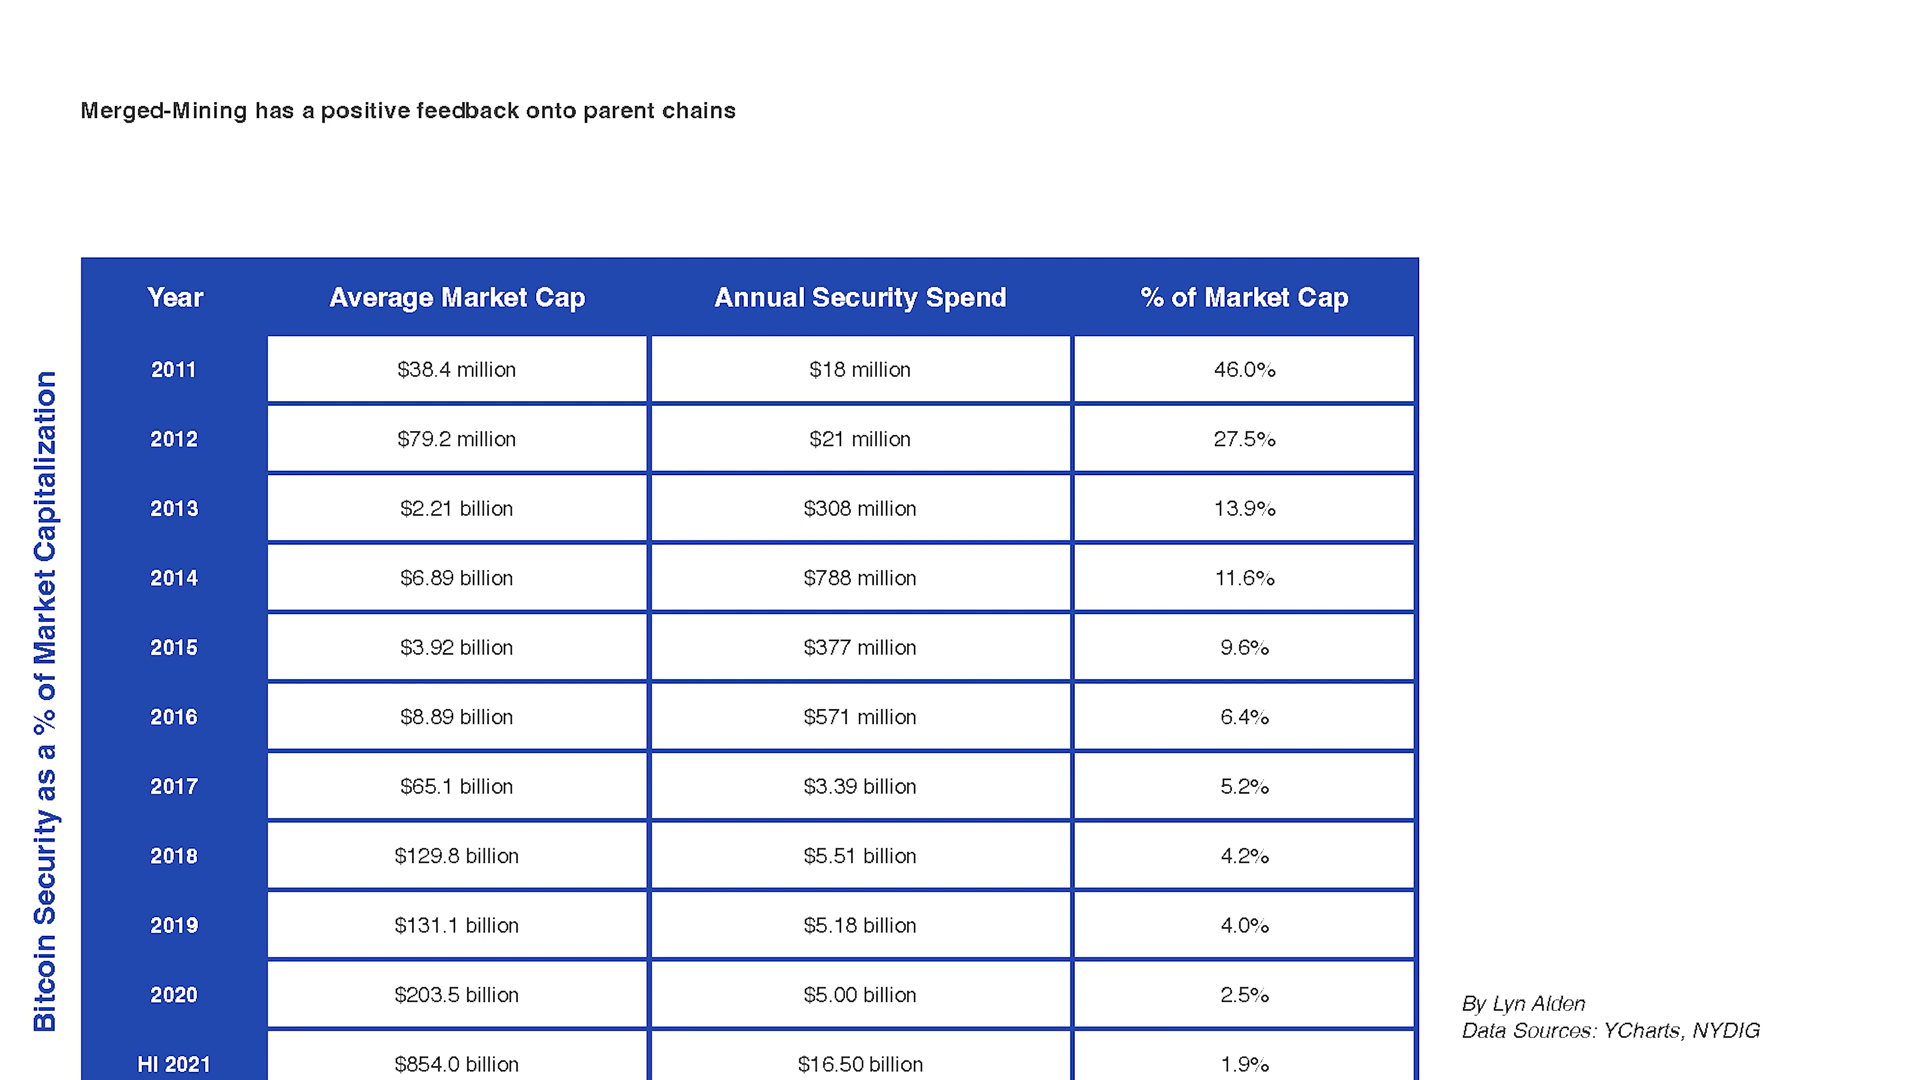 Merged-Mining has a positive feedback onto parent chains
Bitcoin Security as a % of Market Capitalization
Year Average Market Cap Annual Security Spend % of Market Cap
2011 $38.4 million $18 million 46.0%
2012 $79.2 million $21 million 27.5%
2013 $2.21 billion $308 million 13.9%
2014 $6.89 billion $788 million 11.6%
2015 $3.92 billion $377 million 9.6%
2016 $8.89 billion $571 million 6.4%
2017 $65.1 billion $3.39 billion 5.2%
2018 $129.8 billion $5.51 billion 4.2%
2019 $131.1 billion $5.18 billion 4.0%
2020 $203.5 billion $5.00 billion 2.5%
HI 2021 $854.0 billion $16.50 billion 1.9%
By Lyn Alden
Data Sources: YCharts, NYDIG